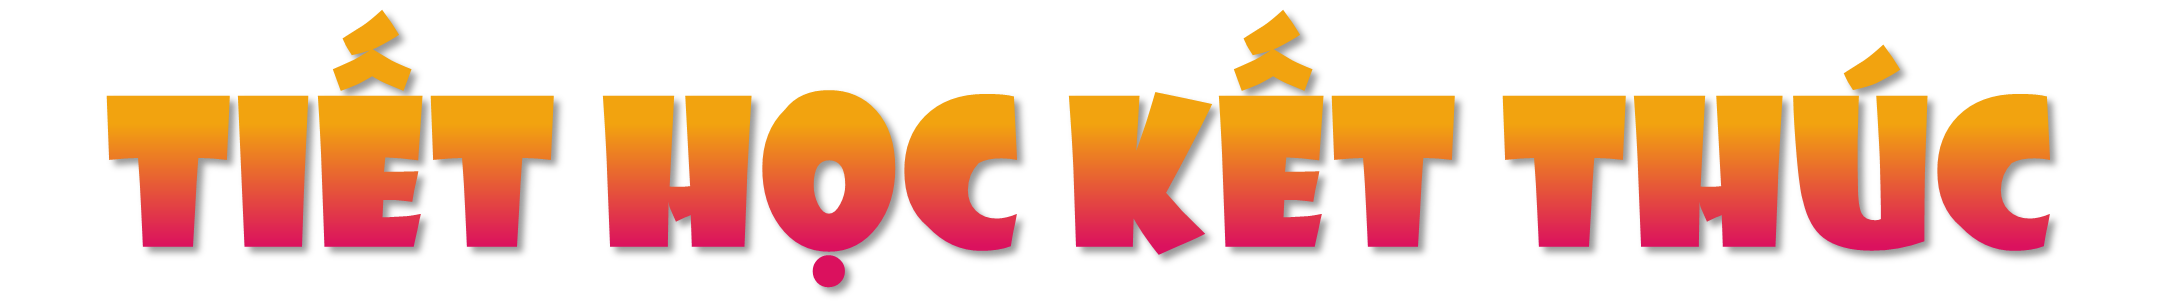 TIẾT HỌC KẾT THÚC